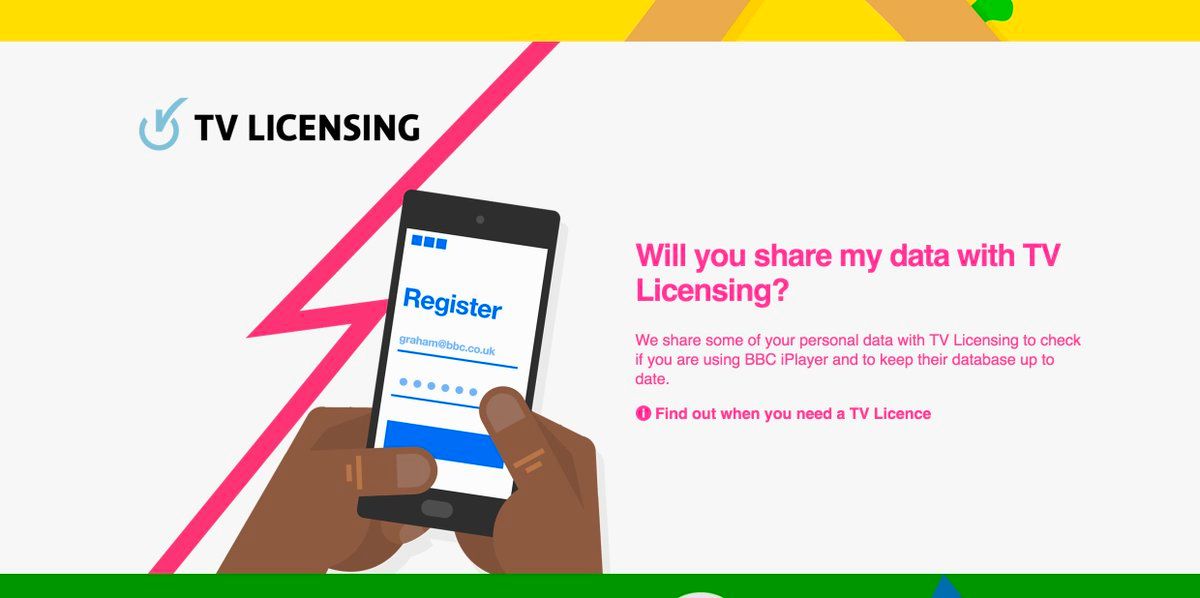 TV LICENSING
Register
graham@bbc.co.uk
Will you share my data with TV
Licensing?
We share some of your personal data with TV Licensing to check
if you are using BBC iPlayer and to keep their database up to
date.
Find out when you need a TV Licence